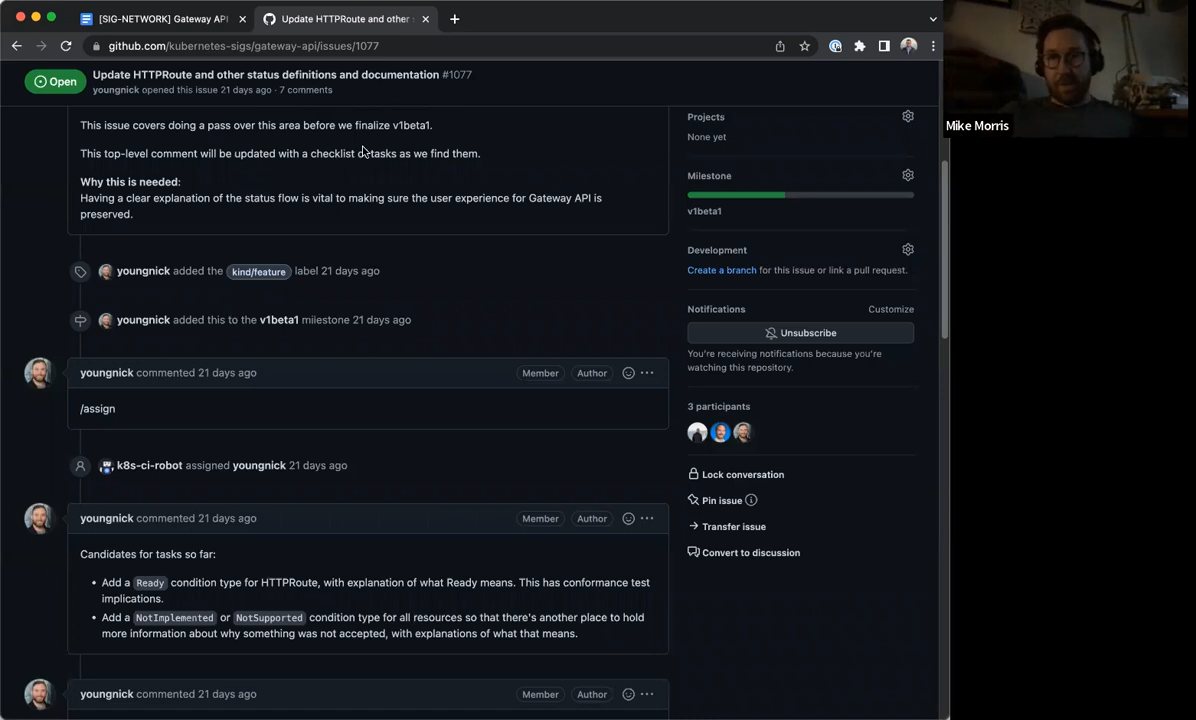 [SIG-NETWORK] Gateway API
Update HTTPRoute and other s
github.com/kubernetes-sigs/gateway-api/issues/1077
Open
Update HTTPRoute and other status definitions and documentation #1077
youngnick opened this issue 21 days ago · 7 comments
This issue covers doing a pass over this area before we finalize v1beta1.
This top-level comment will be updated with a checklist of tasks as we find them.
Why this is needed:
Having a clear explanation of the status flow is vital to making sure the user experience for Gateway API is
preserved.
youngnick added the kind/feature label 21 days ago
youngnick added this to the v1beta1 milestone 21 days ago
youngnick commented 21 days ago
Member
Author
/assign
k8s-ci-robot assigned youngnick 21 days ago
youngnick commented 21 days ago
Member
Author
Candidates for tasks so far:
• Add a Ready condition type for HTTPRoute, with explanation of what Ready means. This has conformance test
implications.
• Add a NotImplemented or NotSupported condition type for all resources so that there's another place to hold
more information about why something was not accepted, with explanations of what that means.
youngnick commented 21 days ago
Member
Author
Projects
None yet
Milestone
v1beta1
Development
Create a branch for this issue or link a pull request.
Notifications
Customize
Unsubscribe
You're receiving notifications because you're
watching this repository.
3 participants
Lock conversation
Pin issue
Transfer issue
Convert to discussion
Mike Morris